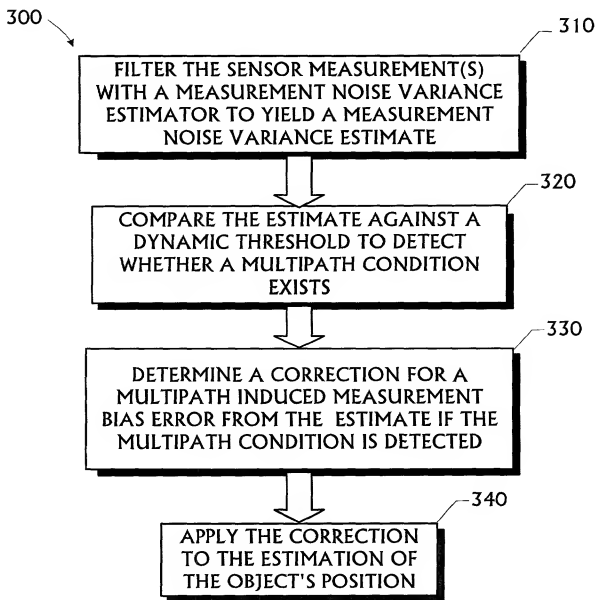 300
310
FILTER THE SENSOR MEASUREMENT(S)
WITH A MEASUREMENT NOISE VARIANCE
ESTIMATOR TO YIELD A MEASUREMENT
NOISE VARIANCE ESTIMATE
320
COMPARE THE ESTIMATE AGAINST A
DYNAMIC THRESHOLD TO DETECT
WHETHER A MULTIPATH CONDITION
EXISTS
330
DETERMINE A CORRECTION FOR A
MULTIPATH INDUCED MEASUREMENT
BIAS ERROR FROM THE ESTIMATE IF THE
MULTIPATH CONDITION IS DETECTED
340
APPLY THE CORRECTION
TO THE ESTIMATION OF
THE OBJECT'S POSITION